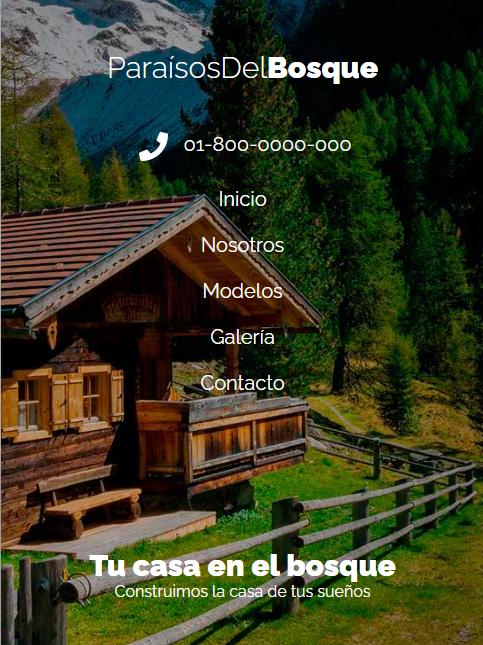 ParaísosDelBosque
01-800-0000-000
Inicio
Nosotros
Modelos
Galería
Contacto
Tu casa en el bosque
Construimos la casa de tus sueños